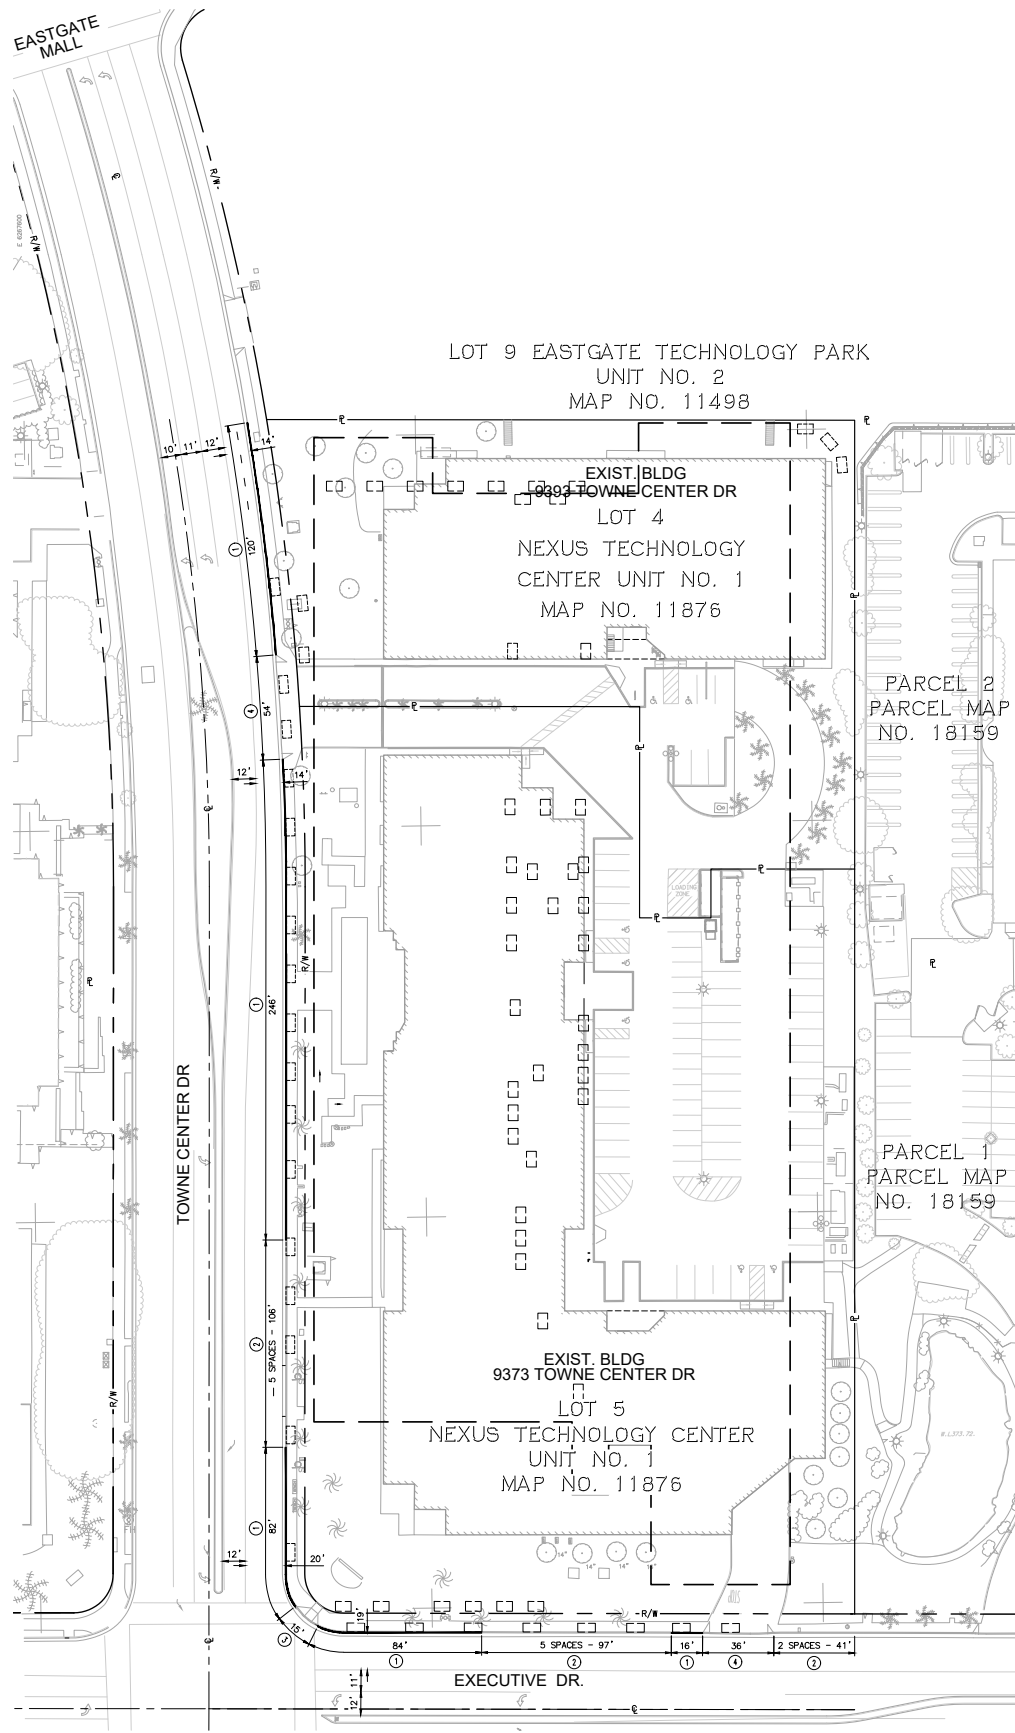 EASTGATE
MALL
R/W
R/W
E 6267600
LOT 9 EASTGATE TECHNOLOGY PARK
UNIT NO. 2
MAP NO. 11498
10'
11'
12'
14'
EXIST. BLDG
9393 TOWNE CENTER DR
LOT 4
NEXUS TECHNOLOGY
CENTER UNIT NO. 1
MAP NO. 11876
1
120'
PARCEL 2
PARCEL MAP
NO. 18159
4
54'
12'
14'
LOADING
ZONE
R/W
1
246'
TOWNE CENTER DR
PARCEL 1
PARCEL MAP
NO. 18159
2
5 SPACES - 106'
EXIST. BLDG
9373 TOWNE CENTER DR
LOT 5
NEXUS TECHNOLOGY CENTER
UNIT NO. 1
MAP NO. 11876
R/W
1
82'
12'
20'
14"
14"
14"
14"
R/W
19'
15'
3
84'
5 SPACES - 97'
16'
36'
2 SPACES - 41'
1
2
1
4
2
EXECUTIVE DR.
11'
12'